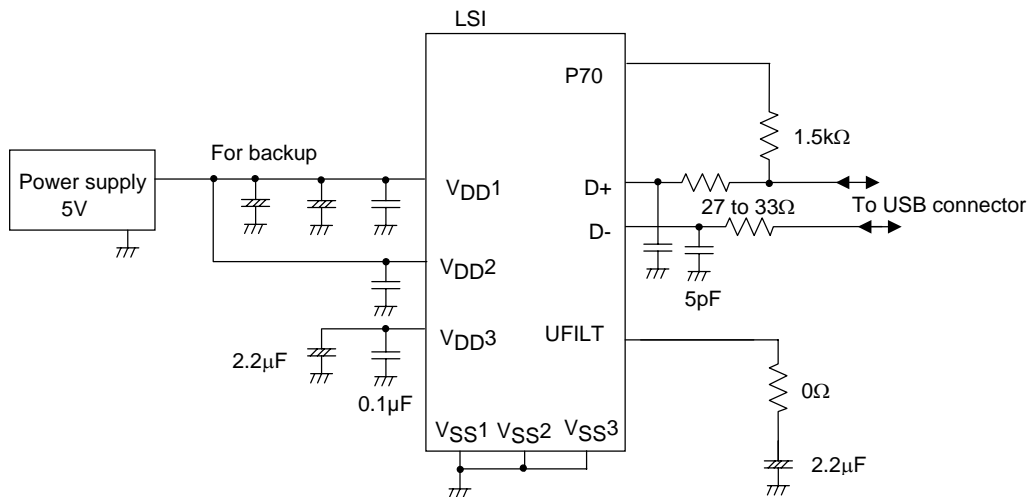 LSI
P70
1.5kΩ
For backup
Power supply
5V
VDD1
D+
27 to 33Ω
To USB connector
D-
VDD2
5pF
VDD3
UFILT
2.2μF
0.1μF
0Ω
VSS1
VSS2
VSS3
2.2μF